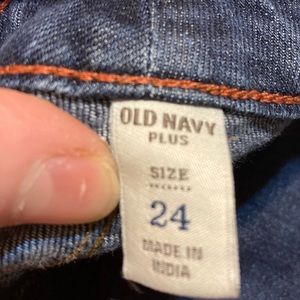 OLD NAVY
PLUS
SIZE
24
MADE IN
INDIA